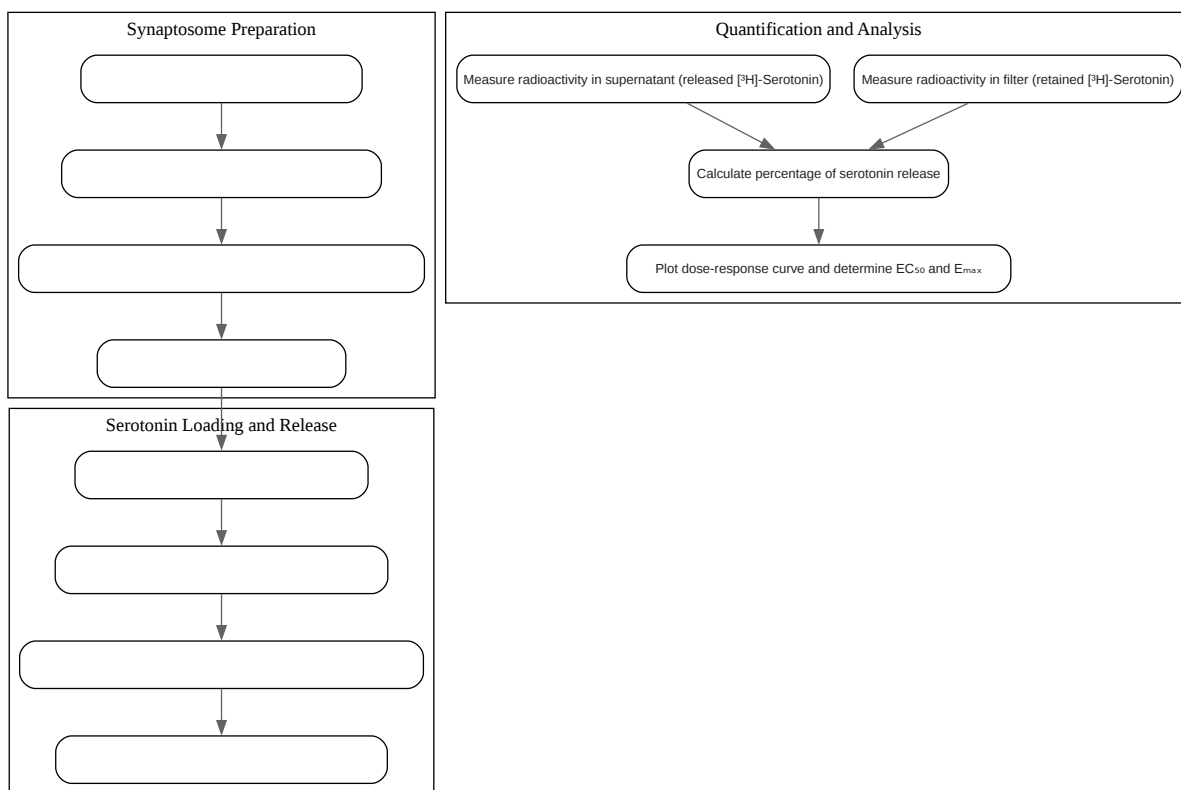 Synaptosome Preparation
Quantification and Analysis
Measure radioactivity in supernatant (released [³H]-Serotonin)
Measure radioactivity in filter (retained [³H]-Serotonin)
Calculate percentage of serotonin release
Plot dose-response curve and determine EC₅₀ and Eₘₐₓ
Serotonin Loading and Release